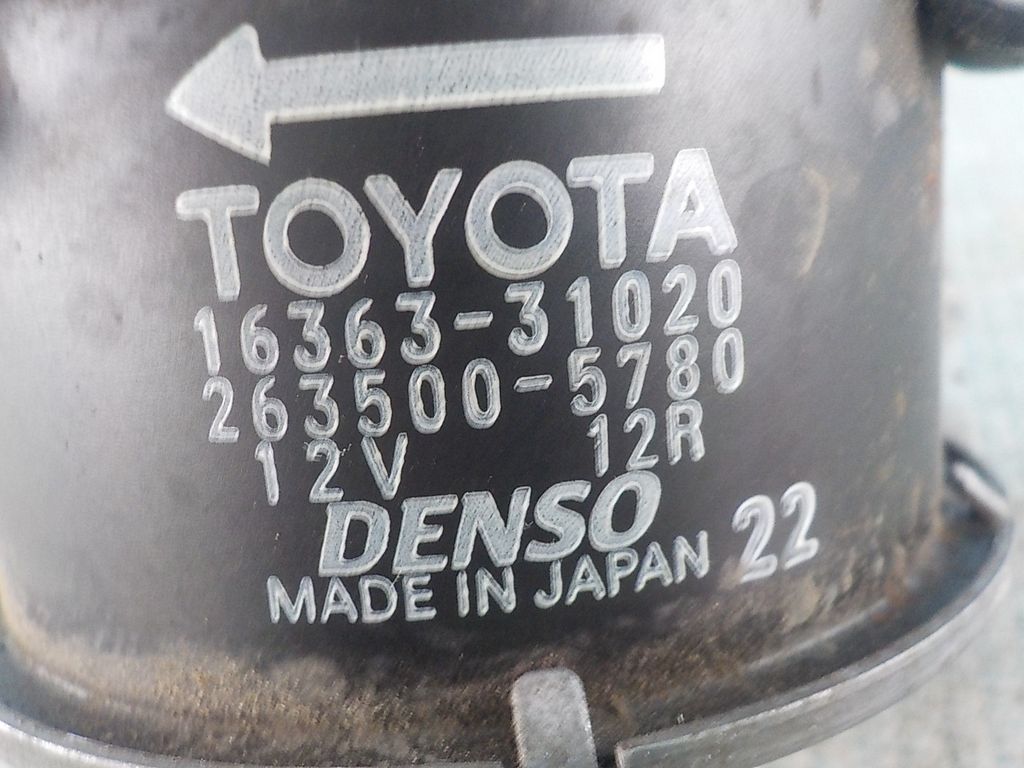 TOYOTA
16363-31020
263500-5780
12V 12R
DENSO
MADE IN JAPAN 22